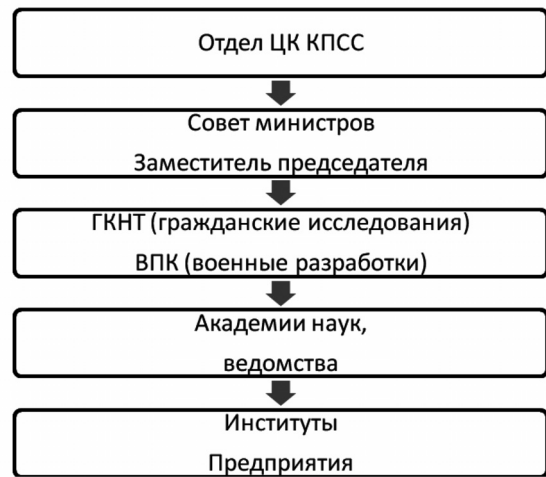 Отдел ЦК КПСС
Совет министров
Заместитель председателя
ГКНТ (гражданские исследования)
ВПК (военные разработки)
Академии наук,
ведомства
Институты
Предприятия